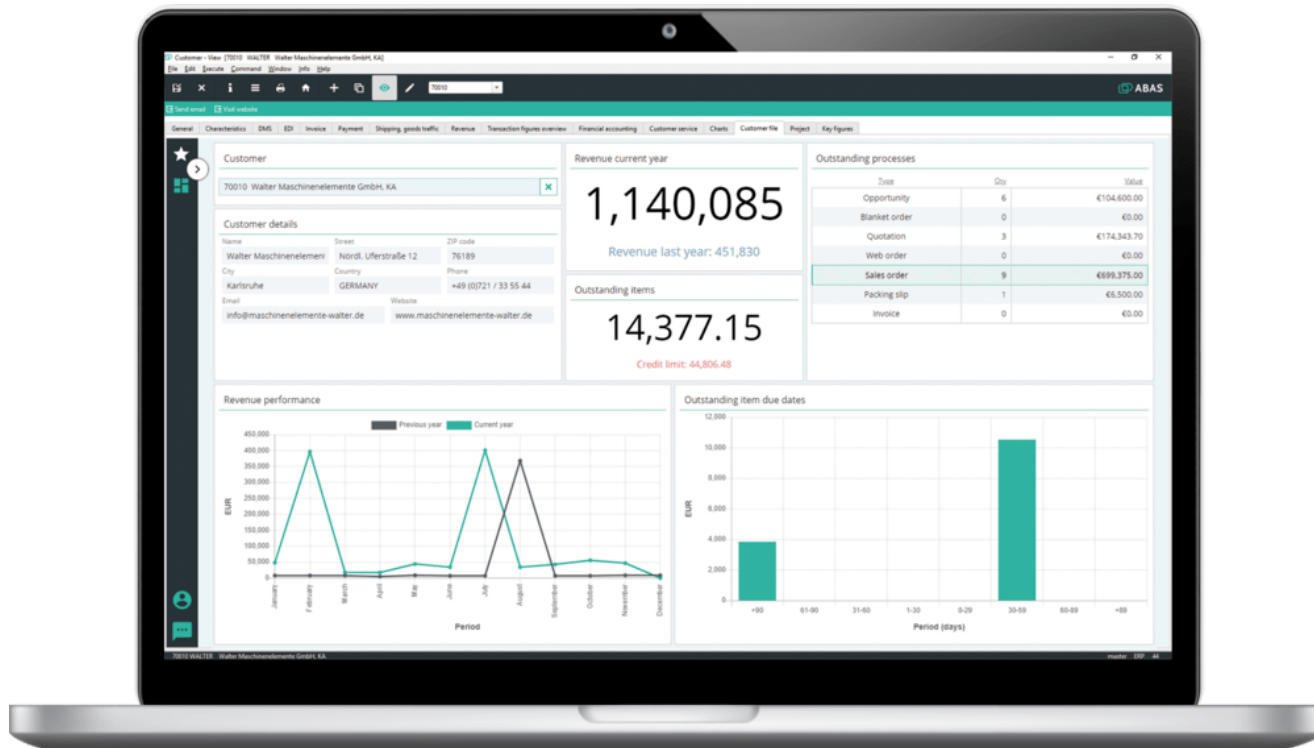 Customer - View [70010 WALTER Walter Maschinenelemente GmbH, KA]
File Edit Execute Command Window Info Help
70010
ABAS
Send email Visit website
General Characteristics DMS EDI Invoice Payment Shipping, goods traffic Revenue Transaction figures overview Financial accounting Customer service Charts Customer file Project Key figures
Customer
70010 Walter Maschinenelemente GmbH, KA
Customer details
Name Street ZIP code
Walter Maschinenelement Nördl. Uferstraße 12 76189
City Country Phone
Karlsruhe GERMANY +49 (0)721 / 33 55 44
Email Website
info@maschinenelemente-walter.de www.maschinenelemente-walter.de
Revenue current year
1,140,085
Revenue last year: 451,830
Outstanding items
14,377.15
Credit limit: 44,806.48
Outstanding processes
Type Qty Value
Opportunity 6 €104,600.00
Blanket order 0 €0.00
Quotation 3 €174,343.70
Web order 0 €0.00
Sales order 9 €699,375.00
Packing slip 1 €6,500.00
Invoice 0 €0.00
Revenue performance
Previous year Current year
450,000
400,000
350,000
300,000
250,000
200,000
150,000
100,000
50,000
0
EUR
January February March April May June July August September October November December
Period
Outstanding item due dates
12,000
10,000
8,000
6,000
4,000
2,000
0
EUR
+90 61-90 31-60 1-30 0-29 30-59 60-89 +89
Period (days)
70010 WALTER Walter Maschinenelemente GmbH, KA
master ERP 44